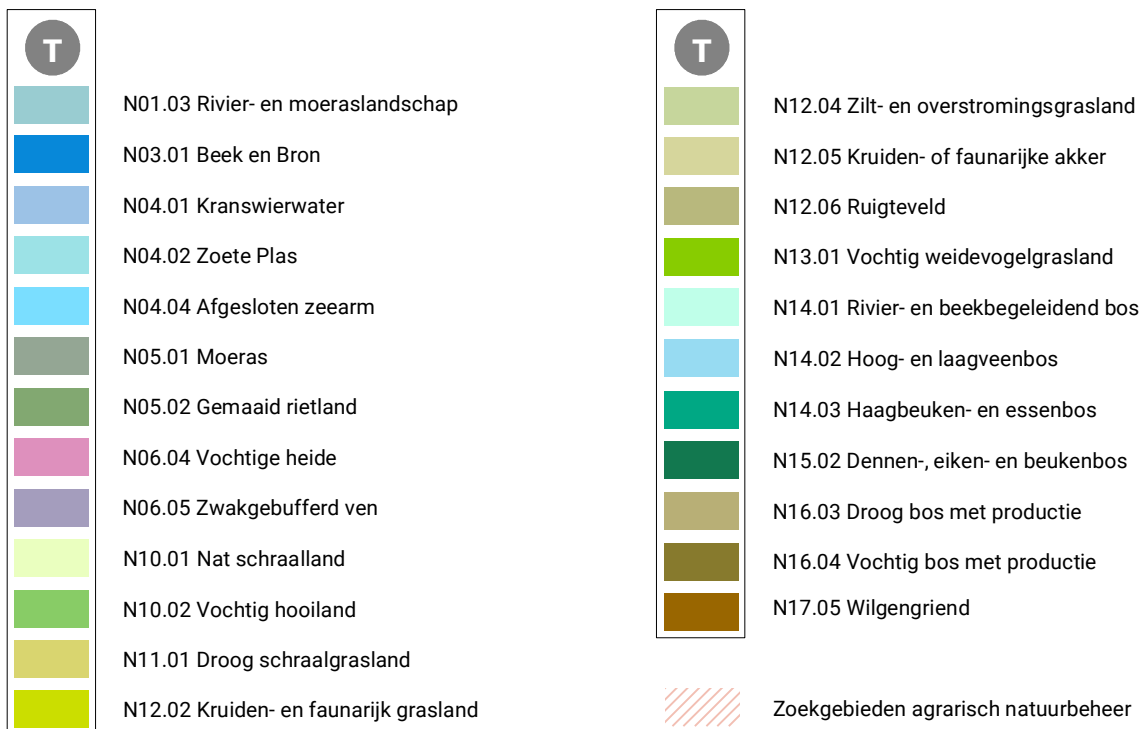 T
N01.03 Rivier- en moeraslandschap
N03.01 Beek en Bron
N04.01 Kranswierwater
N04.02 Zoete Plas
N04.04 Afgesloten zeearm
N05.01 Moeras
N05.02 Gemaaid rietland
N06.04 Vochtige heide
N06.05 Zwakgebufferd ven
N10.01 Nat schraalland
N10.02 Vochtig hooiland
N11.01 Droog schraalgrasland
N12.02 Kruiden- en faunarijk grasland
T
N12.04 Zilt- en overstromingsgrasland
N12.05 Kruiden- of faunarijke akker
N12.06 Ruigteveld
N13.01 Vochtig weidevogelgrasland
N14.01 Rivier- en beekbegeleidend bos
N14.02 Hoog- en laagveenbos
N14.03 Haagbeuken- en essenbos
N15.02 Dennen-, eiken- en beukenbos
N16.03 Droog bos met productie
N16.04 Vochtig bos met productie
N17.05 Wilgengriend
Zoekgebieden agrarisch natuurbeheer